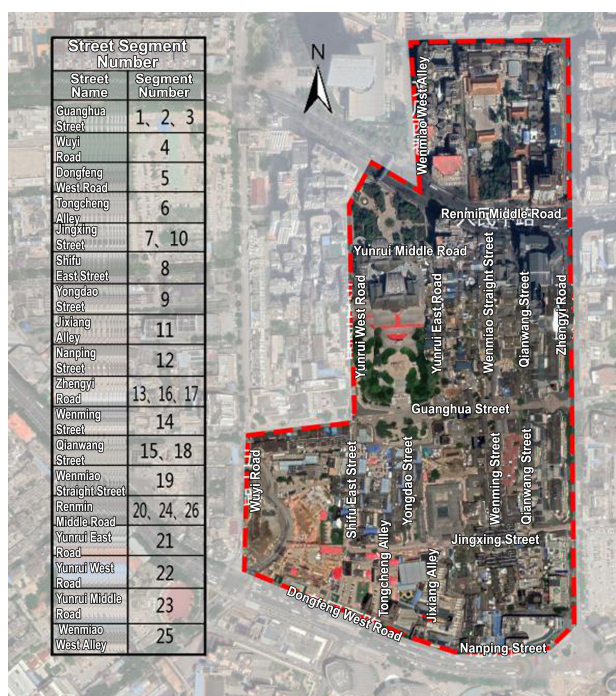 Street Segment
Number
Street
Name
Segment
Number
Guanghua
Street
1、2、3
Wuyi
Road
4
Dongfeng
West Road
5
Tongcheng
Alley
6
Jingxing
Street
7、10
Shifu
East Street
8
Yongdao
Street
9
Jixiang
Alley
11
Nanping
Street
12
Zhengyi
Road
13、16、17
Wenming
Street
14
Qianwang
Street
15、18
Wenmiao
Straight Street
19
Renmin
Middle Road
20、24、26
Yunrui East
Road
21
Yunrui West
Road
22
Yunrui Middle
Road
23
Wenmiao
West Alley
25
N
Wenmiao West Alley
Renmin Middle Road
Yunrui Middle Road
Yunrui West Road
Yunrui East Road
Wenmiao Straight Street
Qianwang Street
Zhengyi Road
Guanghua Street
Wuyi Road
Shifu East Street
Yongdao Street
Wenming Street
Qianwang Street
Jingxing Street
Tongcheng Alley
Jixiang Alley
Dongfeng West Road
Nanping Street